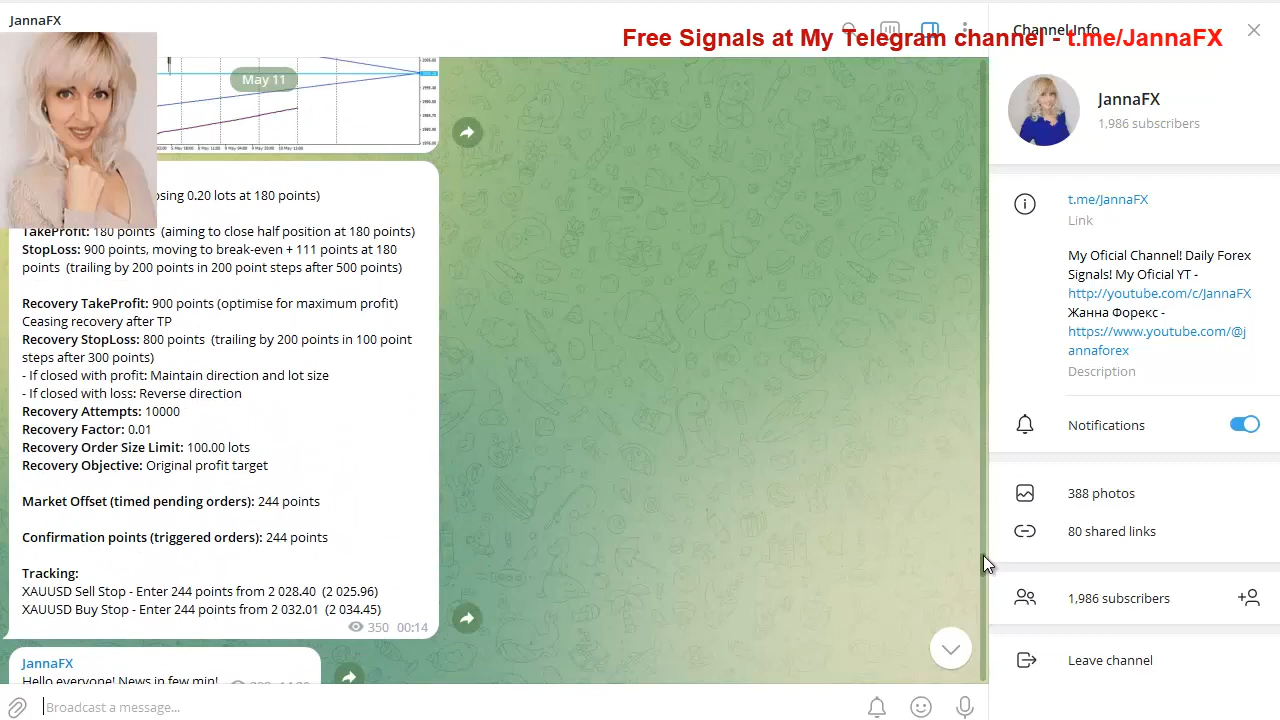 JannaFX
Free Signals at My Telegram channel - t.me/JannaFX
Channel Info
May 11
JannaFX
1,986 subscribers
0.20 lots at 180 points)
TakeProfit: 180 points (aiming to close half position at 180 points)
StopLoss: 900 points, moving to break-even + 111 points at 180
points (trailing by 200 points in 200 point steps after 500 points)
Recovery TakeProfit: 900 points (optimise for maximum profit)
Ceasing recovery after TP
Recovery StopLoss: 800 points (trailing by 200 points in 100 point
steps after 300 points)
- If closed with profit: Maintain direction and lot size
- If closed with loss: Reverse direction
Recovery Attempts: 10000
Recovery Factor: 0.01
Recovery Order Size Limit: 100.00 lots
Recovery Objective: Original profit target
Market Offset (timed pending orders): 244 points
Confirmation points (triggered orders): 244 points
Tracking:
XAUUSD Sell Stop - Enter 244 points from 2 028.40 (2 025.96)
XAUUSD Buy Stop - Enter 244 points from 2 032.01 (2 034.45)
350 00:14
JannaFX
Hello everyone! News in few min!
Broadcast a message...
t.me/JannaFX
Link
My Oficial Channel! Daily Forex
Signals! My Oficial YT -
http://youtube.com/c/JannaFX
Жанна Форекс -
https://www.youtube.com/@j
annaforex
Description
Notifications
388 photos
80 shared links
1,986 subscribers
Leave channel